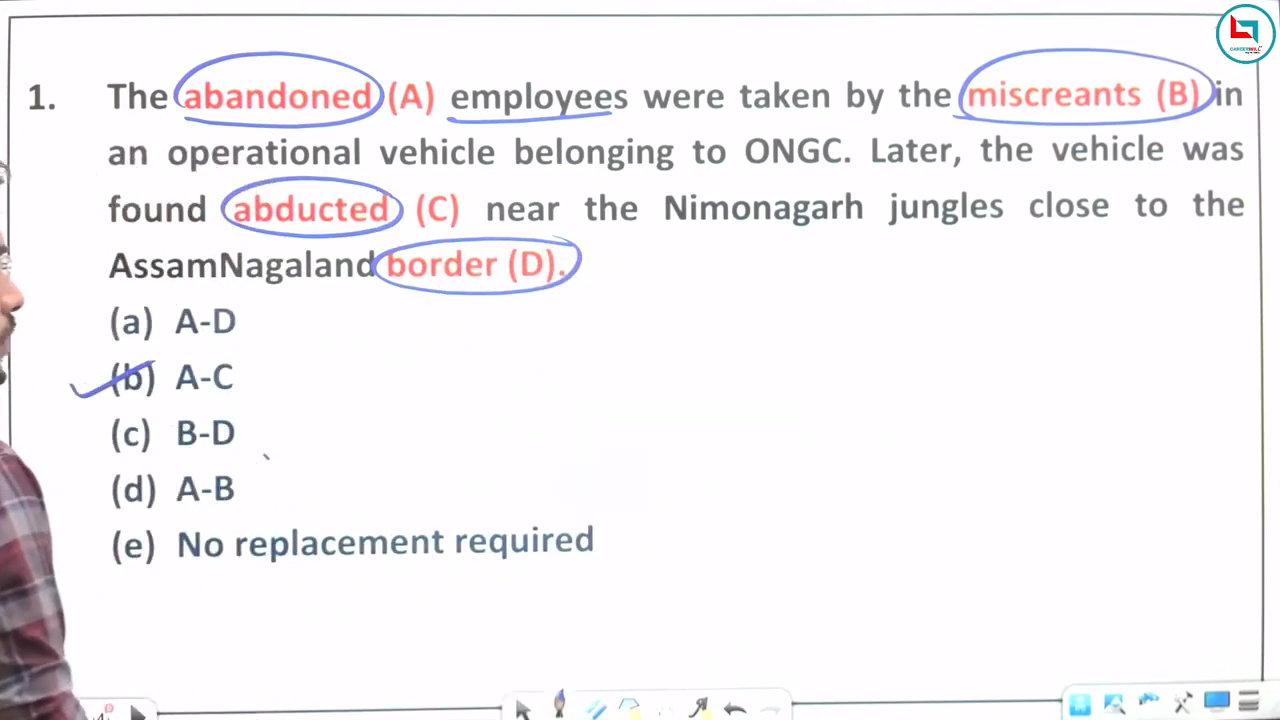 CAREERWILL
1. The abandoned (A) employees were taken by the miscreants (B) in
an operational vehicle belonging to ONGC. Later, the vehicle was
found abducted (C) near the Nimonagarh jungles close to the
AssamNagaland border (D).
(a) A-D
(b) A-C
(c) B-D
(d) A-B
(e) No replacement required